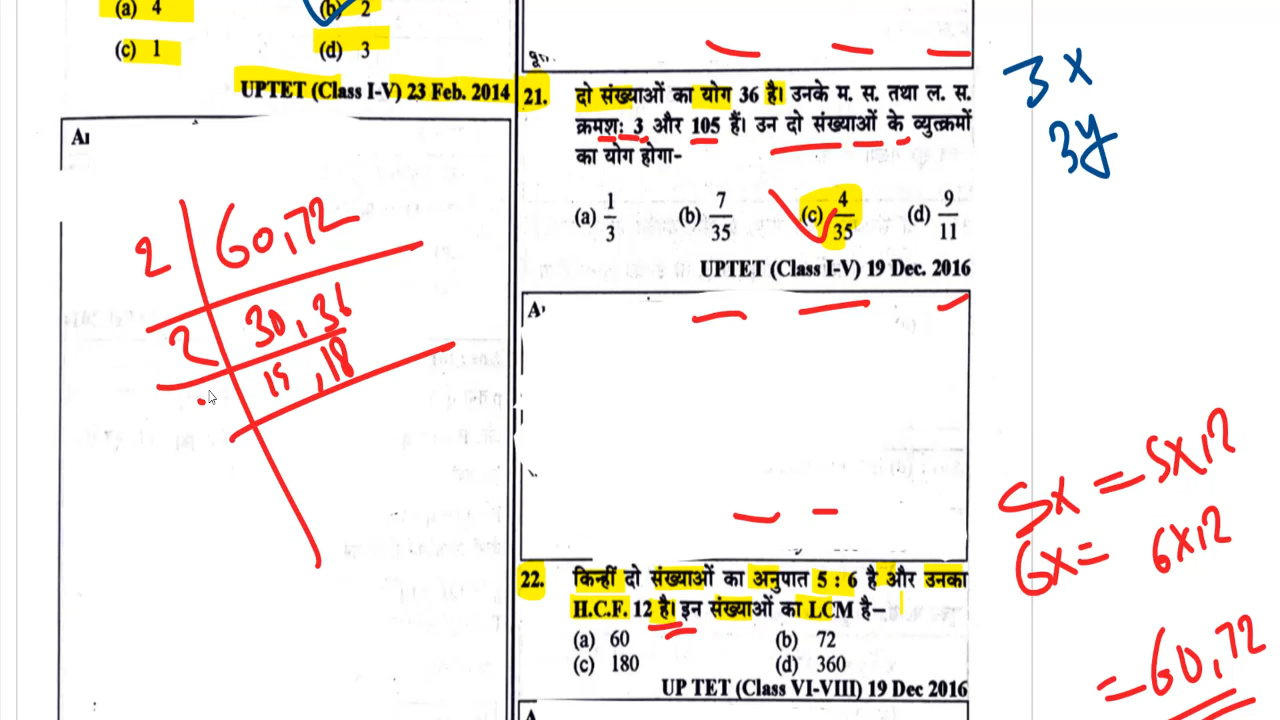 (a) 4
(b) 2
(c) 1
(d) 3
UPTET (Class I-V) 23 Feb. 2014
2 | 60, 72
2 | 30, 36
15, 18
21. दो संख्याओं का योग 36 है। उनके म. स. तथा ल. स.
क्रमशः 3 और 105 हैं। उन दो संख्याओं के व्युत्क्रमों
का योग होगा-
(a) 1/3 (b) 7/35 (c) 4/35 (d) 9/11
UPTET (Class I-V) 19 Dec. 2016
22. किन्हीं दो संख्याओं का अनुपात 5 : 6 है और उनका
H.C.F. 12 है। इन संख्याओं का LCM है–
(a) 60 (b) 72
(c) 180 (d) 360
UP TET (Class VI-VIII) 19 Dec 2016
A
3x
3y
5x = 5x12
6x = 6x12
= 60, 72